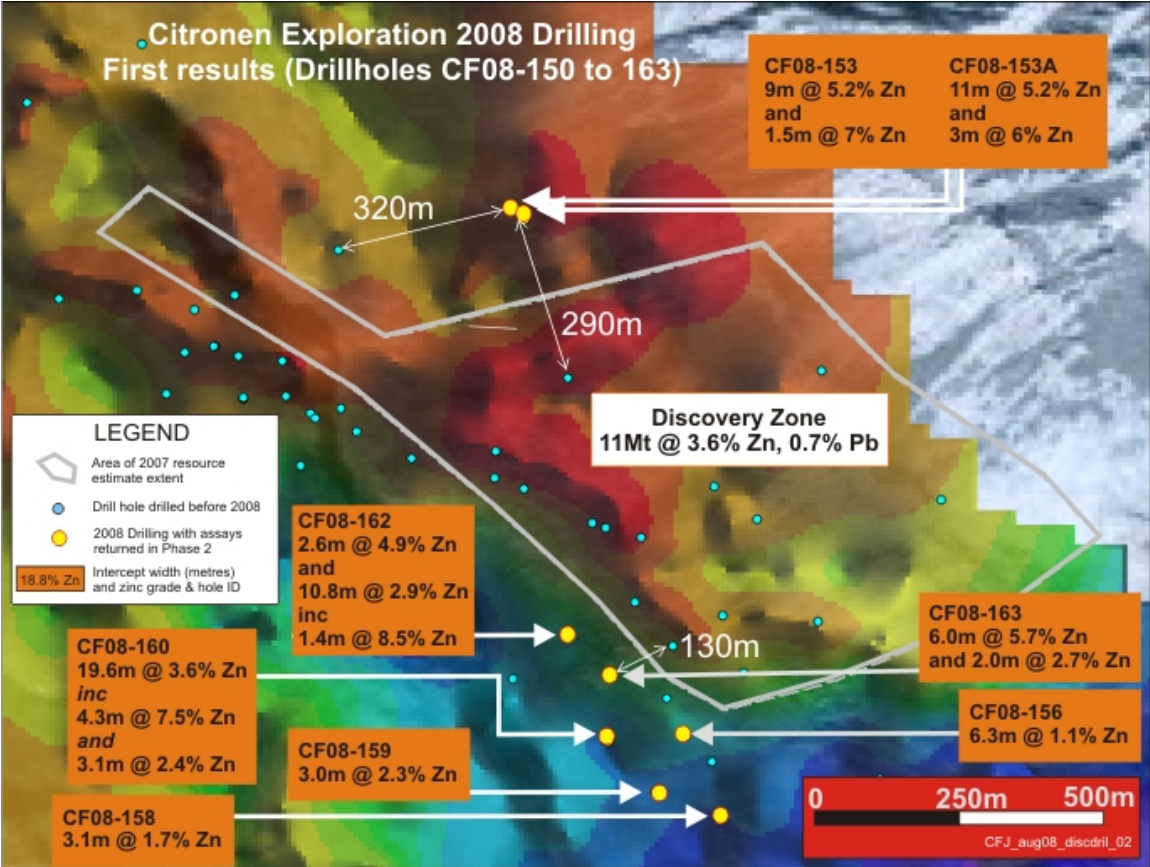 Citronen Exploration 2008 Drilling
First results (Drillholes CF08-150 to 163)
CF08-153
9m @ 5.2% Zn
and
1.5m @ 7% Zn
CF08-153A
11m @ 5.2% Zn
and
3m @ 6% Zn
320m
290m
Discovery Zone
11Mt @ 3.6% Zn, 0.7% Pb
LEGEND
Area of 2007 resource
estimate extent
Drill hole drilled before 2008
2008 Drilling with assays
returned in Phase 2
18.8% Zn
Intercept width (metres)
and zinc grade & hole ID
CF08-162
2.6m @ 4.9% Zn
and
10.8m @ 2.9% Zn
inc
1.4m @ 8.5% Zn
CF08-163
6.0m @ 5.7% Zn
and 2.0m @ 2.7% Zn
130m
CF08-160
19.6m @ 3.6% Zn
inc
4.3m @ 7.5% Zn
and
3.1m @ 2.4% Zn
CF08-156
6.3m @ 1.1% Zn
CF08-159
3.0m @ 2.3% Zn
CF08-158
3.1m @ 1.7% Zn
0 250m 500m
CFJ_aug08_discdril_02